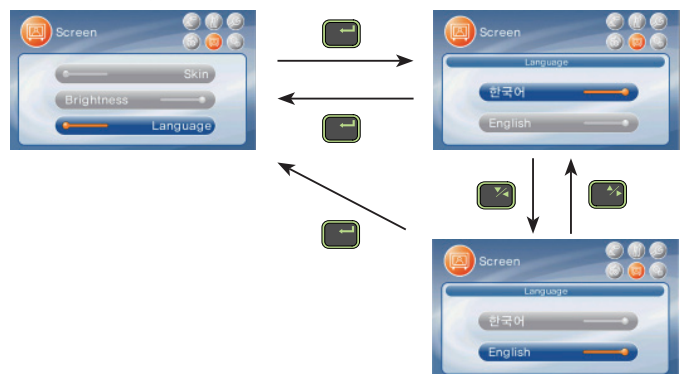 Screen
Skin
Brightness
Language
Screen
Language
한국어
English
Screen
Language
한국어
English